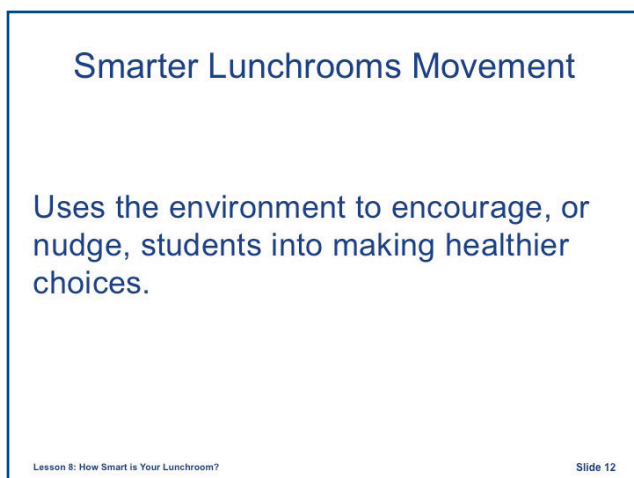 Smarter Lunchrooms Movement
Uses the environment to encourage, or
nudge, students into making healthier
choices.
Lesson 8: How Smart is Your Lunchroom?
Slide 12